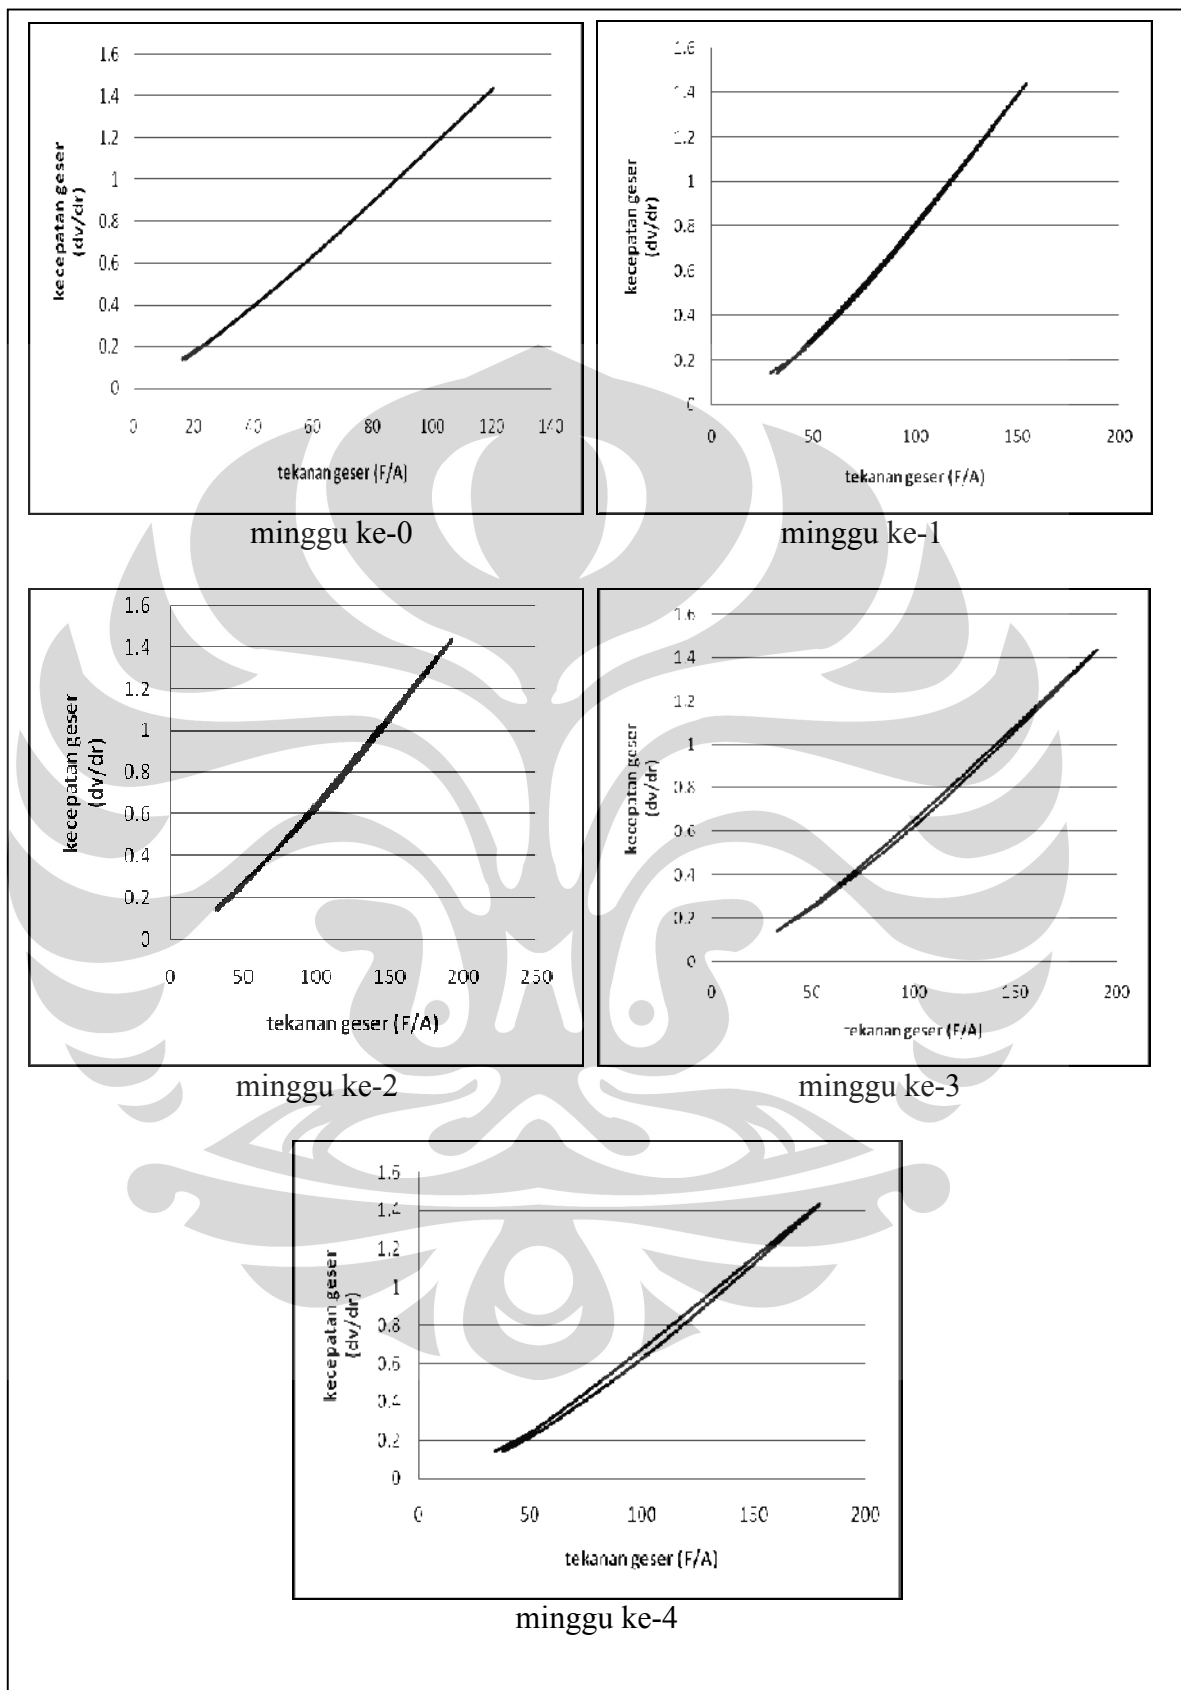 1.6
1.4
1.2
1
0.8
0.6
0.4
0.2
0
kecepatan geser
(dv/dr)
0 20 40 60 80 100 120 140
tekanan geser (F/A)
minggu ke-0
1.6
1.4
1.2
1
0.8
0.6
0.4
0.2
0
kecepatan geser
(dv/dr)
0 50 100 150 200
tekanan geser (F/A)
minggu ke-1
1.6
1.4
1.2
1
0.8
0.6
0.4
0.2
0
kecepatan geser
(dv/dr)
0 50 100 150 200 250
tekanan geser (F/A)
minggu ke-2
1.6
1.4
1.2
1
0.8
0.6
0.4
0.2
0
kecepatan geser
(dv/dr)
0 50 100 150 200
tekanan geser (F/A)
minggu ke-3
1.6
1.4
1.2
1
0.8
0.6
0.4
0.2
0
kecepatan geser
(dv/dr)
0 50 100 150 200
tekanan geser (F/A)
minggu ke-4